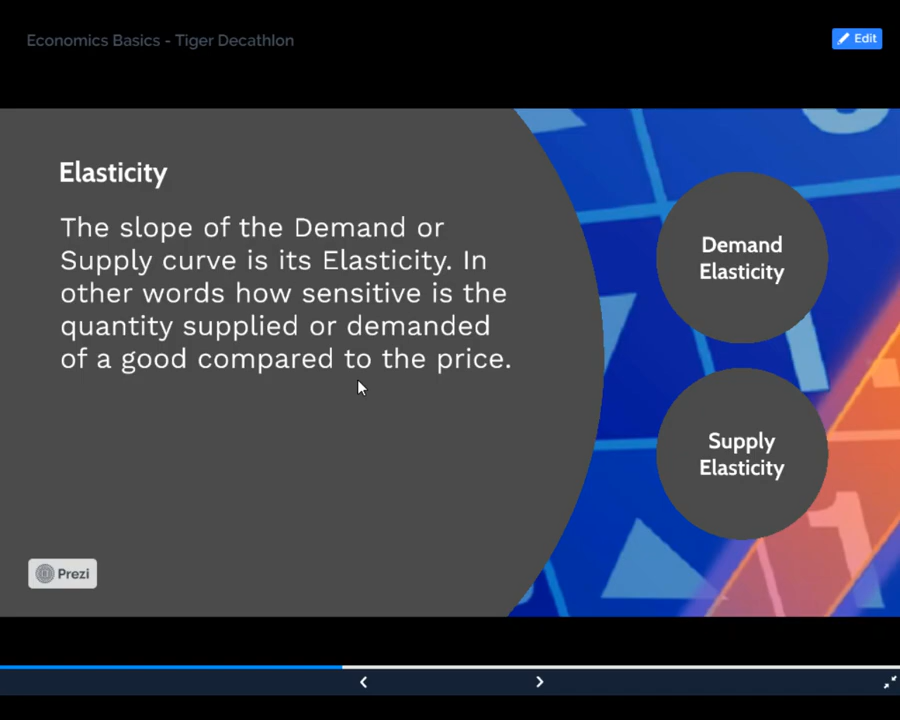 Economics Basics - Tiger Decathlon
Edit
Elasticity
The slope of the Demand or
Supply curve is its Elasticity. In
other words how sensitive is the
quantity supplied or demanded
of a good compared to the price.
Demand
Elasticity
Supply
Elasticity
Prezi